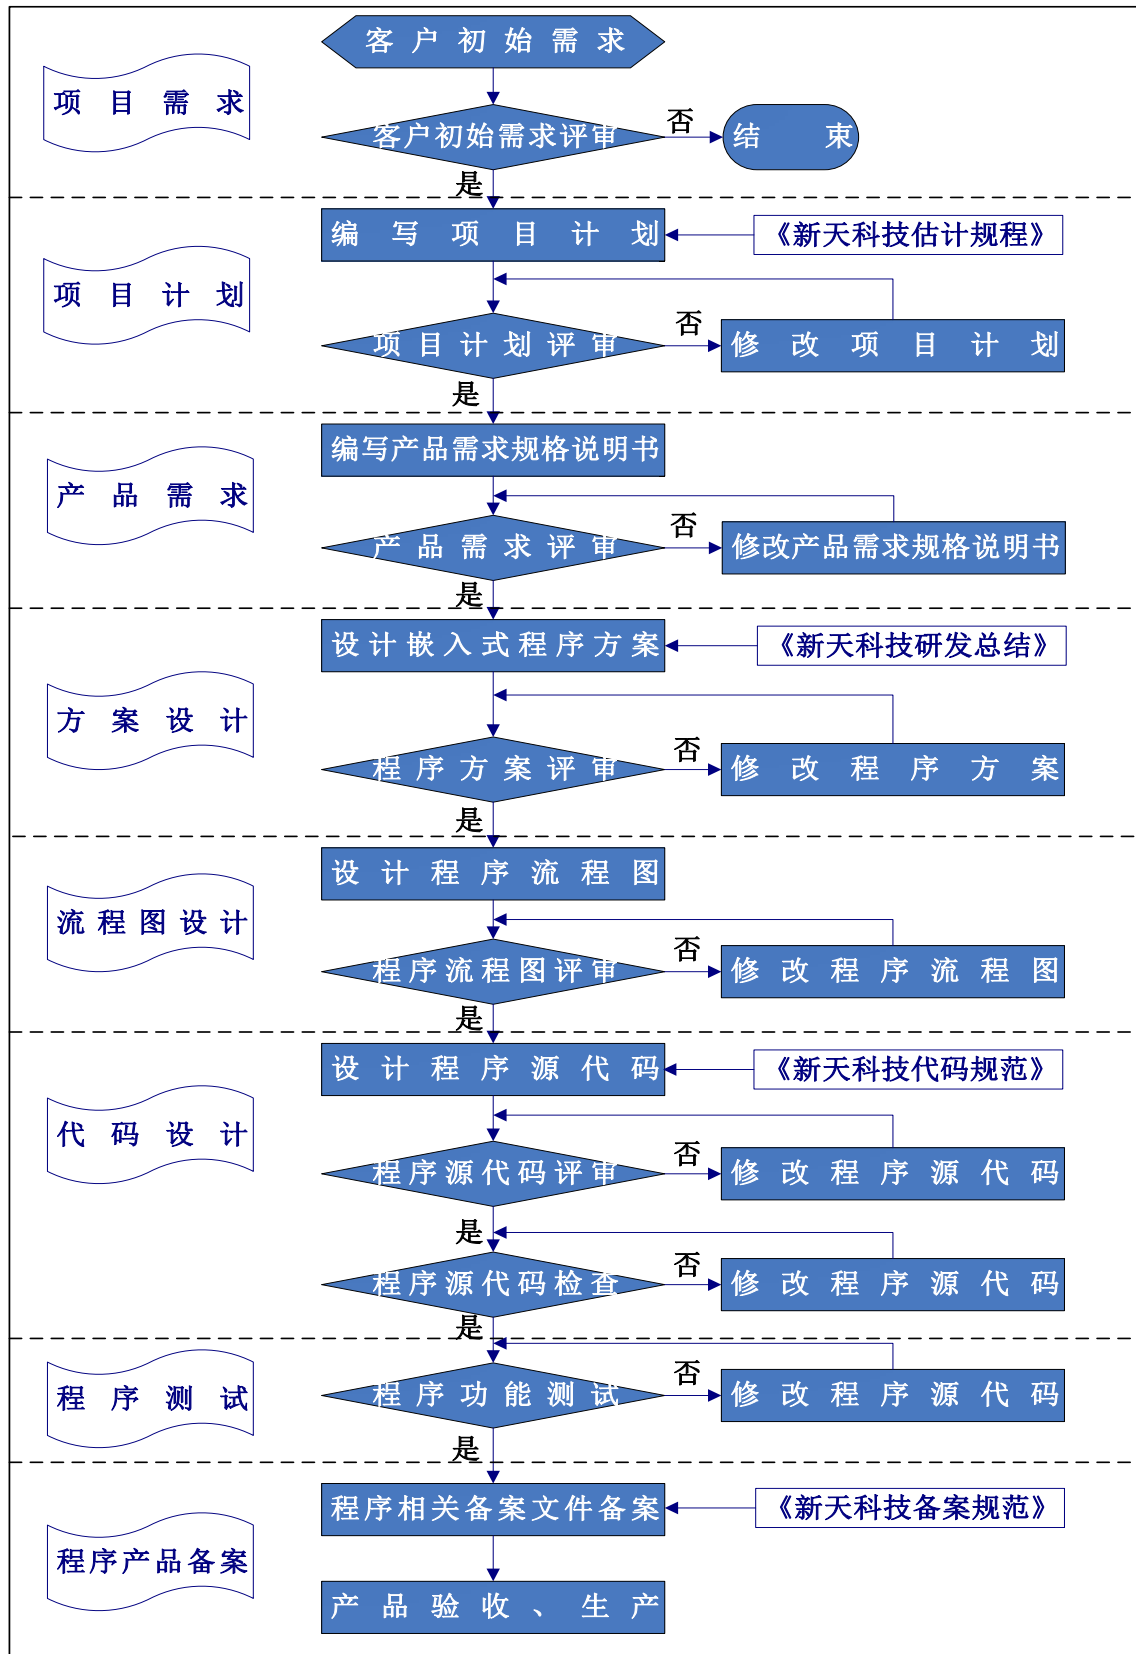 客户初始需求
项目需求
客户初始需求评审
否
结束
是
编写项目计划
《新天科技估计规程》
项目计划
项目计划评审
否
修改项目计划
是
编写产品需求规格说明书
产品需求
产品需求评审
否
修改产品需求规格说明书
是
设计嵌入式程序方案
《新天科技研发总结》
方案设计
程序方案评审
否
修改程序方案
是
设计程序流程图
流程图设计
程序流程图评审
否
修改程序流程图
是
设计程序源代码
《新天科技代码规范》
代码设计
程序源代码评审
否
修改程序源代码
是
程序源代码检查
否
修改程序源代码
是
程序测试
程序功能测试
否
修改程序源代码
是
程序相关备案文件备案
《新天科技备案规范》
程序产品备案
产品验收、生产